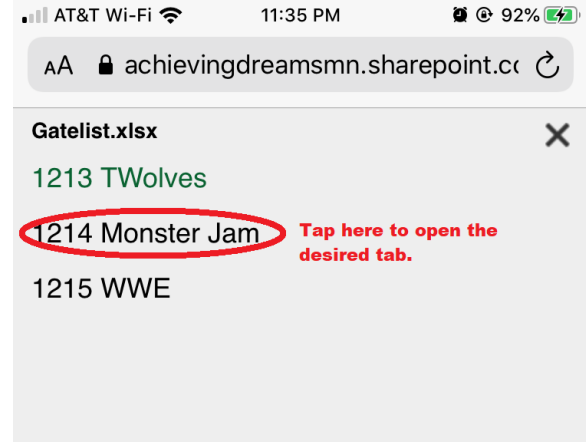 AT&T Wi-Fi 11:35 PM 92%
AA achievingdreamsmn.sharepoint.c
Gatelist.xlsx
1213 TWolves
1214 Monster Jam
Tap here to open the
desired tab.
1215 WWE